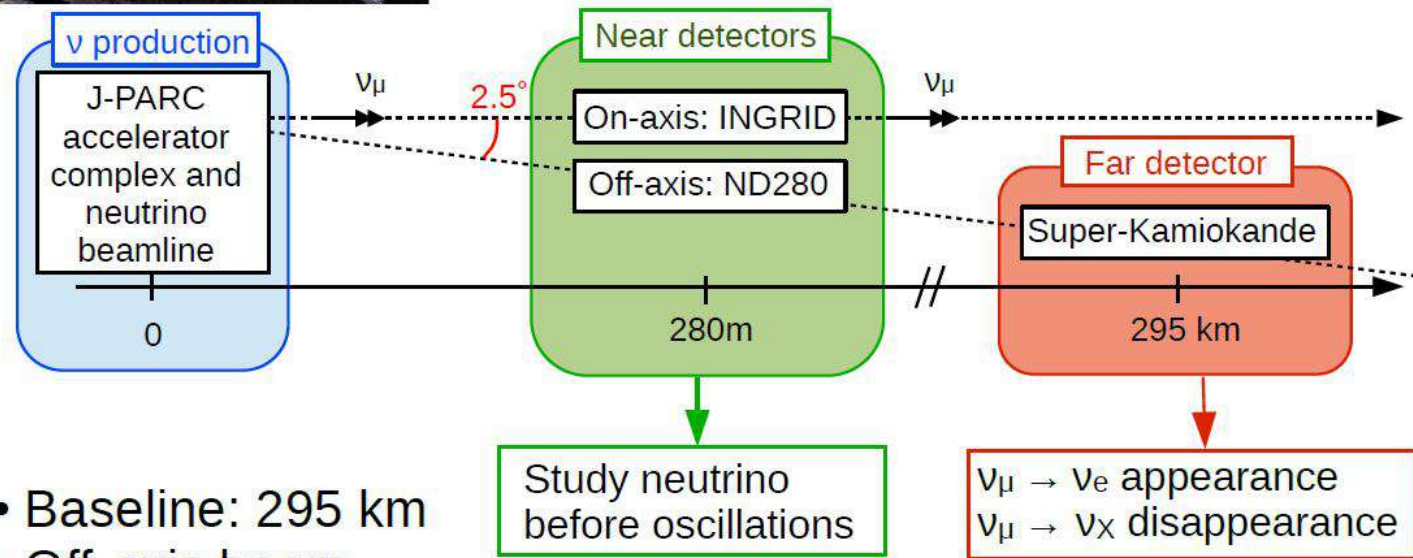 ν production
Near detectors
J-PARC
accelerator
complex and
neutrino
beamline
νμ
2.5°
On-axis: INGRID
νμ
Off-axis: ND280
Far detector
Super-Kamiokande
0
280m
295 km
Study neutrino
before oscillations
νμ → νe appearance
νμ → νX disappearance
• Baseline: 295 km